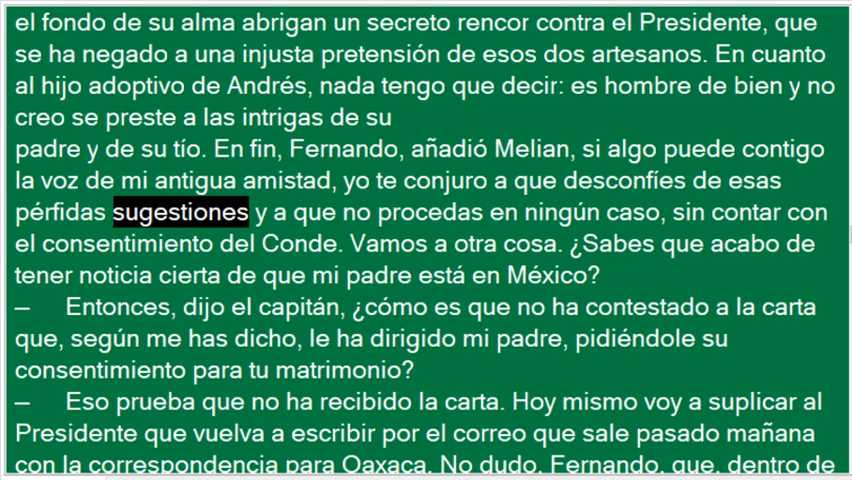 el fondo de su alma abrigan un secreto rencor contra el Presidente, que
se ha negado a una injusta pretensión de esos dos artesanos. En cuanto
al hijo adoptivo de Andrés, nada tengo que decir: es hombre de bien y no
creo se preste a las intrigas de su
padre y de su tío. En fin, Fernando, añadió Melian, si algo puede contigo
la voz de mi antigua amistad, yo te conjuro a que desconfíes de esas
pérfidas sugestiones y a que no procedas en ningún caso, sin contar con
el consentimiento del Conde. Vamos a otra cosa. ¿Sabes que acabo de
tener noticia cierta de que mi padre está en México?
– Entonces, dijo el capitán, ¿cómo es que no ha contestado a la carta
que, según me has dicho, le ha dirigido mi padre, pidiéndole su
consentimiento para tu matrimonio?
– Eso prueba que no ha recibido la carta. Hoy mismo voy a suplicar al
Presidente que vuelva a escribir por el correo que sale pasado mañana
con la correspondencia para Oaxaca. No dudo, Fernando, que, dentro de